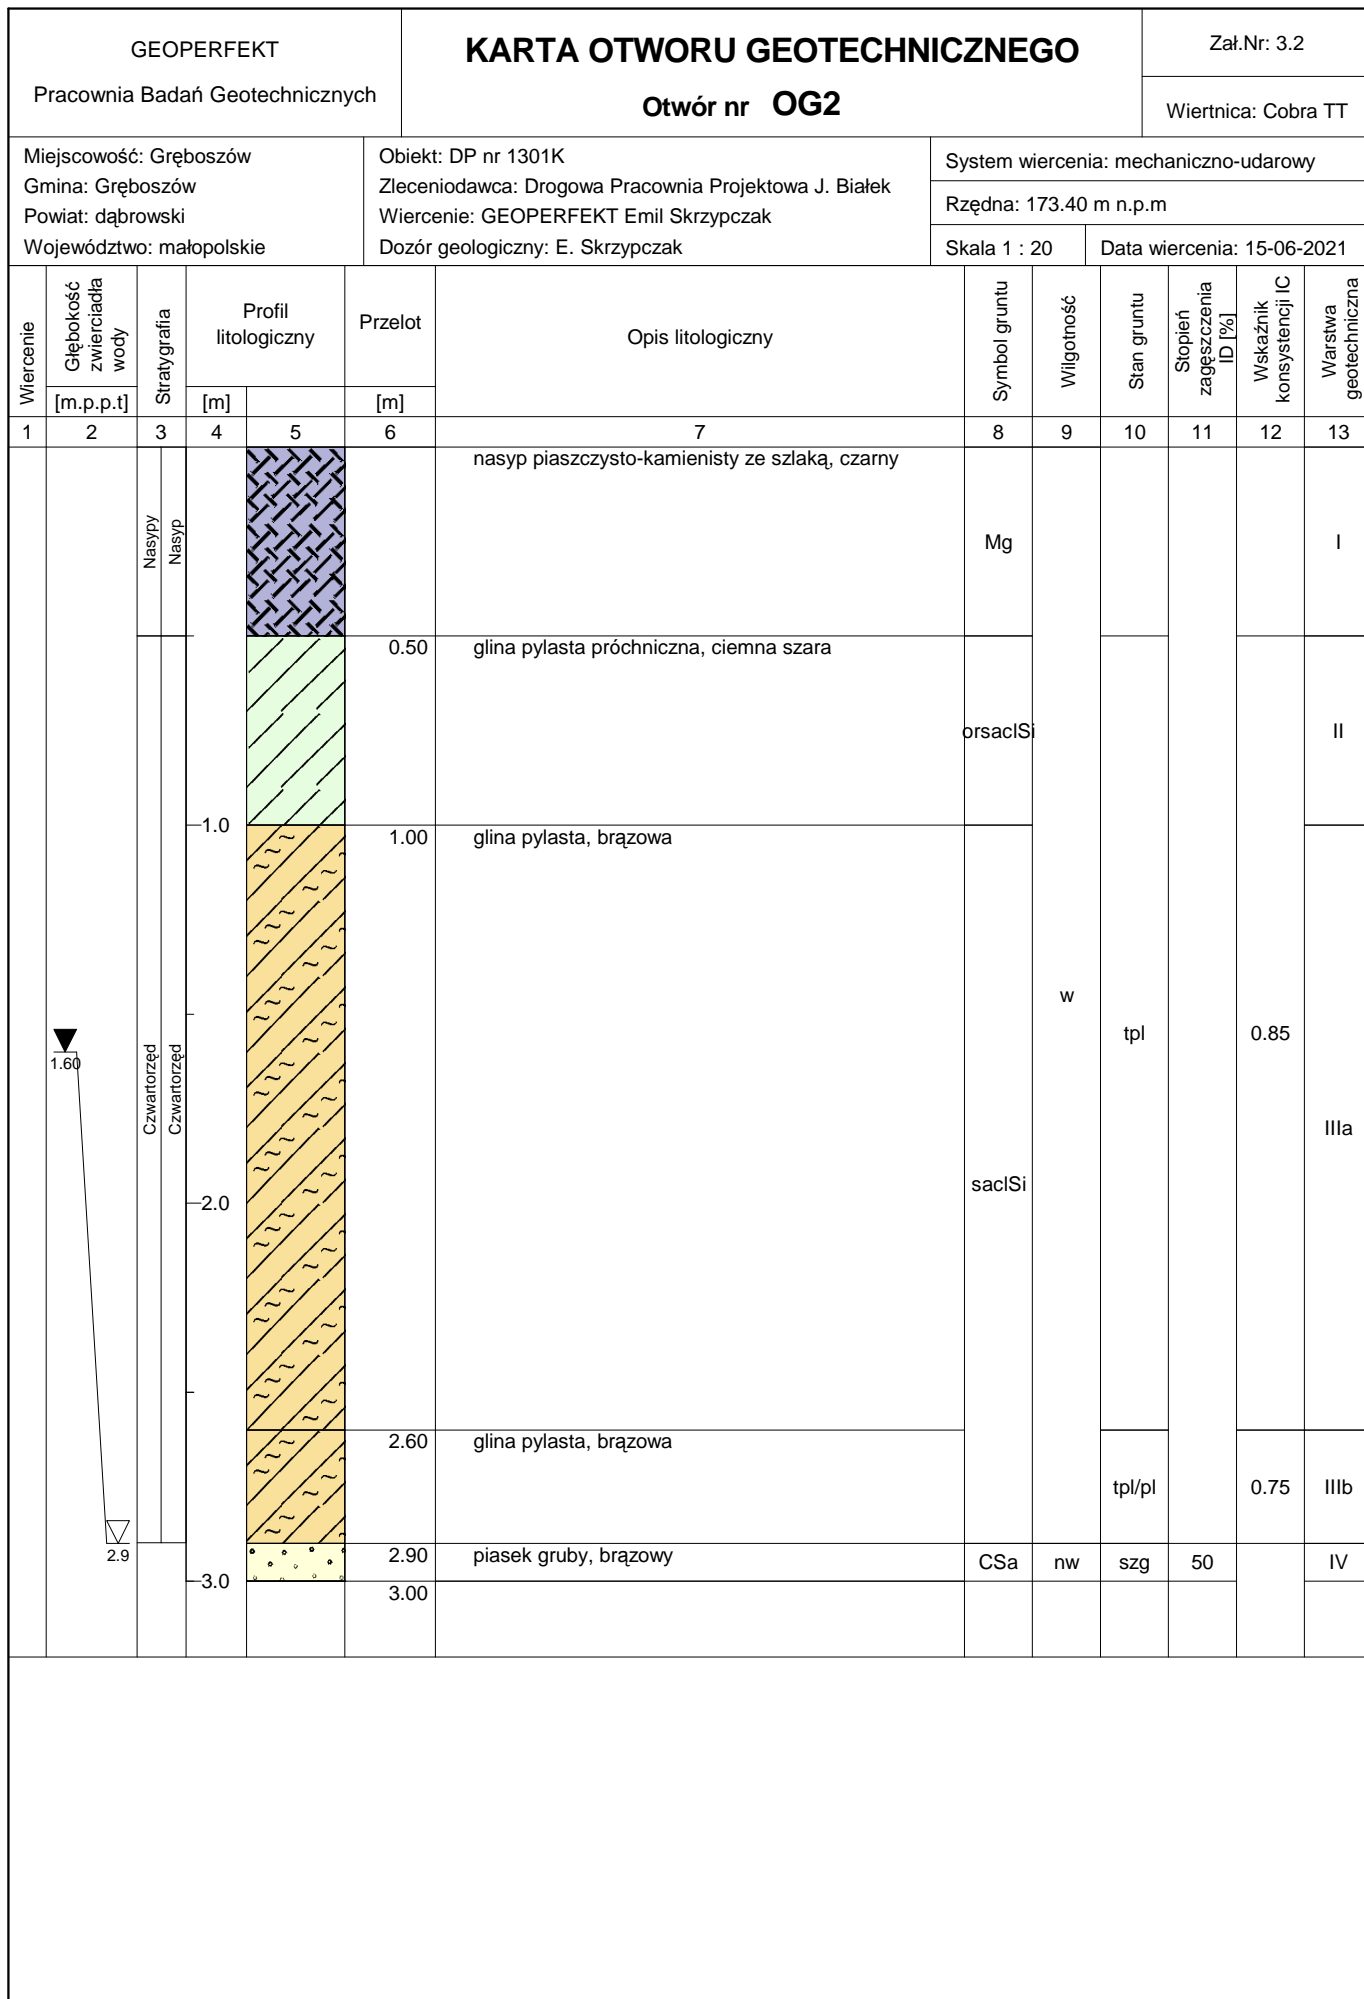 GEOPERFEKT
Pracownia Badań Geotechnicznych
KARTA OTWORU GEOTECHNICZNEGO
Otwór nr OG2
Zał.Nr: 3.2
Wiertnica: Cobra TT
Miejscowość: Gręboszów
Gmina: Gręboszów
Powiat: dąbrowski
Województwo: małopolskie
Obiekt: DP nr 1301K
Zleceniodawca: Drogowa Pracownia Projektowa J. Białek
Wiercenie: GEOPERFEKT Emil Skrzypczak
Dozór geologiczny: E. Skrzypczak
System wiercenia: mechaniczno-udarowy
Rzędna: 173.40 m n.p.m
Skala 1 : 20
Data wiercenia: 15-06-2021
Wiercenie
Głębokość
zwierciadła
wody
[m.p.p.t]
Stratygrafia
Profil
litologiczny
[m]
Przelot
[m]
Opis litologiczny
Symbol gruntu
Wilgotność
Stan gruntu
Stopień
zagęszczenia
ID [%]
Wskaźnik
konsystencji IC
Warstwa
geotechniczna
1 2 3 4 5 6 7 8 9 10 11 12 13
nasyp piaszczysto-kamienisty ze szlaką, czarny
Nasypy
Nasyp
Mg
I
0.50 glina pylasta próchniczna, ciemna szara
orsaclSi
II
1.0
1.00 glina pylasta, brązowa
w
tpl
0.85
1.60
Czwartorzęd
Czwartorzęd
IIIa
saclSi
2.0
2.60 glina pylasta, brązowa
tpl/pl
0.75
IIIb
2.9
2.90 piasek gruby, brązowy
CSa
nw
szg
50
IV
3.0
3.00